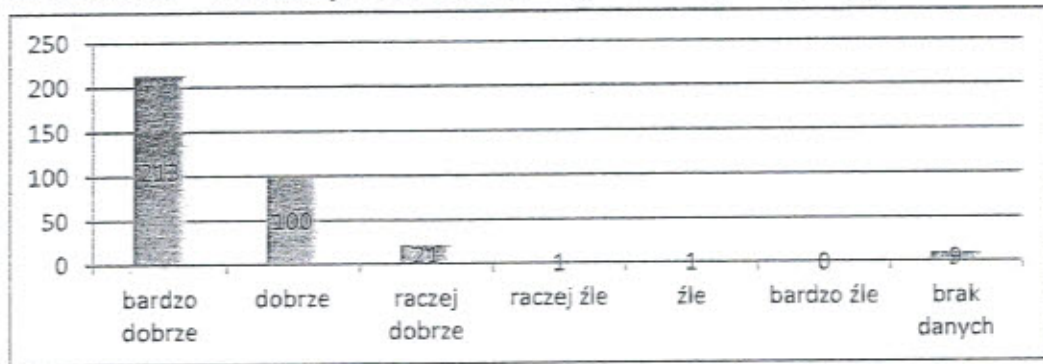 250
200
150
100
50
0
213
100
21
1
1
0
9
bardzo dobrze
dobrze
raczej dobrze
raczej źle
źle
bardzo źle
brak danych